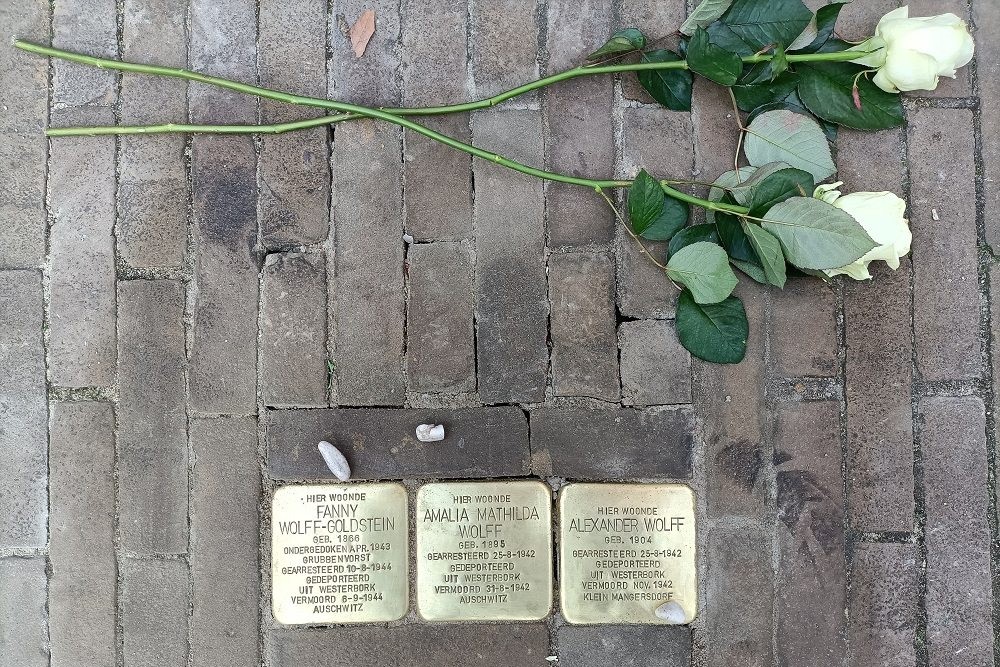 HIER WOONDE
FANNY
WOLFF-GOLDSTEIN
GEB. 1866
ONDERGEDOKEN APR. 1943
GRUBBENVORST
GEARRESTEERD 10-8-1944
GEDEPORTEERD
UIT WESTERBORK
VERMOORD 6-9-1944
AUSCHWITZ
HIER WOONDE
AMALIA MATHILDA
WOLFF
GEB. 1895
GEARRESTEERD 25-8-1942
GEDEPORTEERD
UIT WESTERBORK
VERMOORD 31-8-1942
AUSCHWITZ
HIER WOONDE
ALEXANDER WOLFF
GEB. 1904
GEARRESTEERD 25-8-1942
GEDEPORTEERD
UIT WESTERBORK
VERMOORD NOV. 1942
KLEIN MANGERSDORF